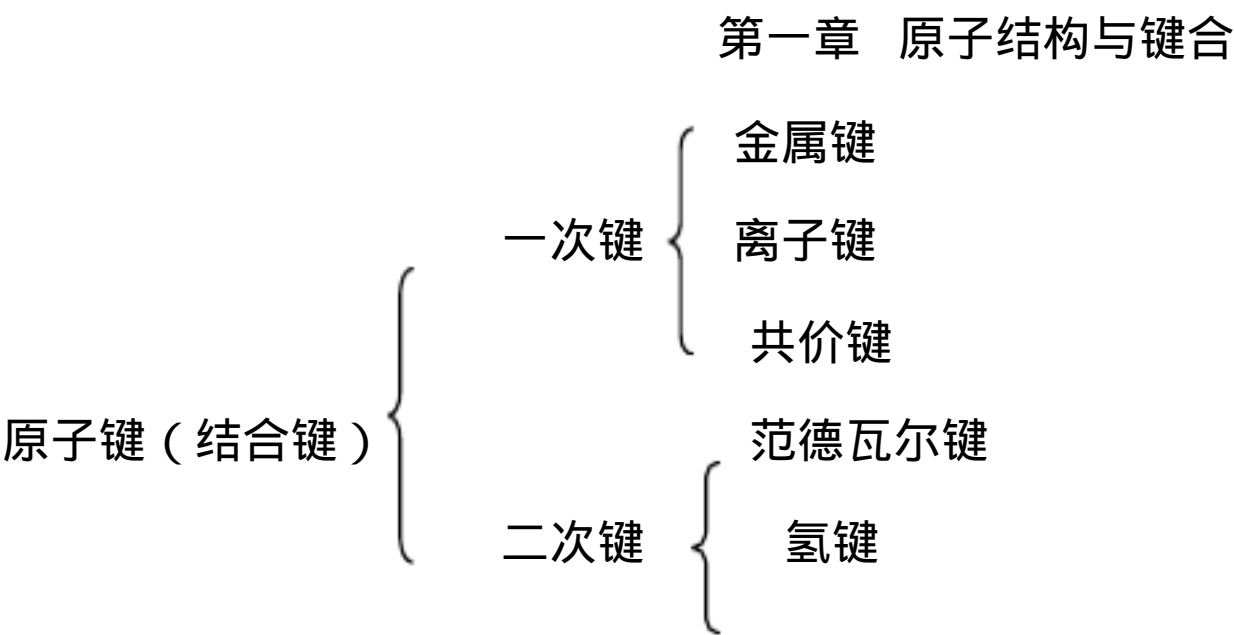 第一章 原子结构与键合
金属键
一次键 离子键
共价键
原子键（结合键）
范德瓦尔键
二次键 氢键